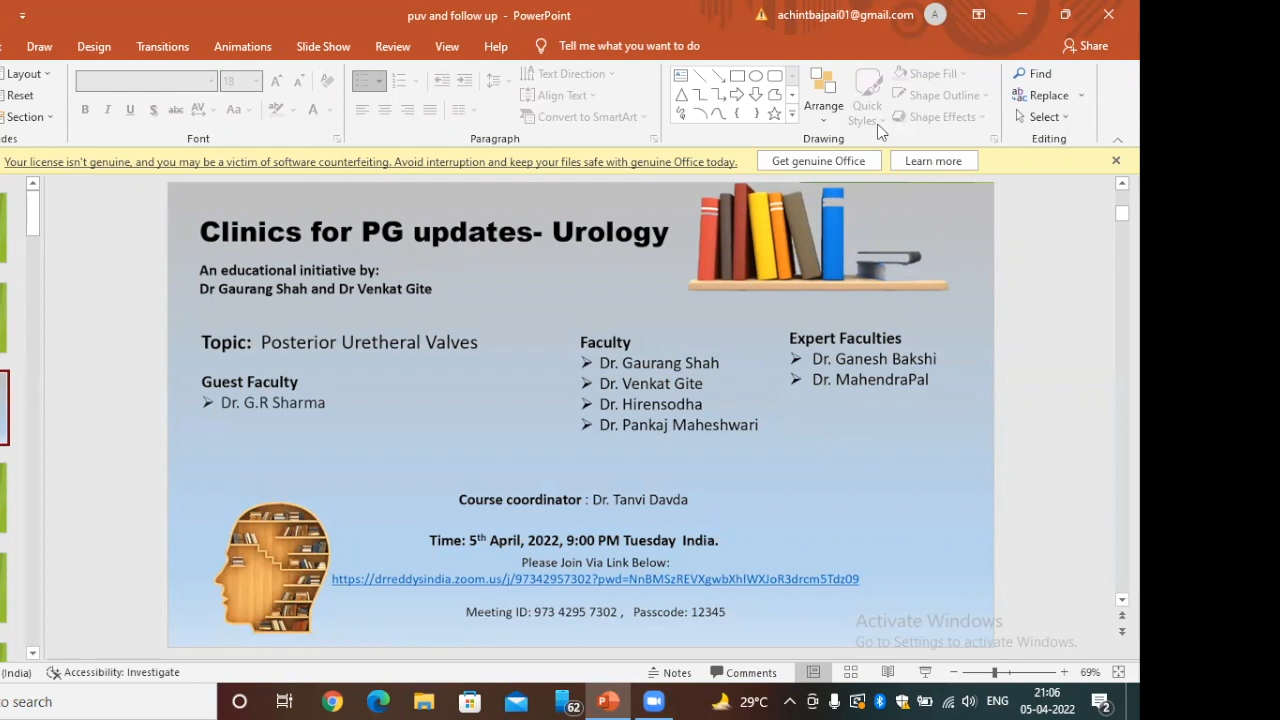 puv and follow up - PowerPoint
achintbajpai01@gmail.com
A
Draw Design Transitions Animations Slide Show Review View Help Tell me what you want to do Share
Layout
Reset
Section
18
Font
Text Direction
Align Text
Convert to SmartArt
Paragraph
Arrange
Quick Styles
Shape Fill
Shape Outline
Shape Effects
Drawing
Find
Replace
Select
Editing
Your license isn't genuine, and you may be a victim of software counterfeiting. Avoid interruption and keep your files safe with genuine Office today.
Get genuine Office
Learn more
Clinics for PG updates- Urology
An educational initiative by:
Dr Gaurang Shah and Dr Venkat Gite
Topic: Posterior Uretheral Valves
Guest Faculty
Dr. G.R Sharma
Faculty
Dr. Gaurang Shah
Dr. Venkat Gite
Dr. Hirensodha
Dr. Pankaj Maheshwari
Expert Faculties
Dr. Ganesh Bakshi
Dr. MahendraPal
Course coordinator : Dr. Tanvi Davda
Time: 5th April, 2022, 9:00 PM Tuesday India.
Please Join Via Link Below:
https://drreddysindia.zoom.us/j/97342957302?pwd=NnBMSzREVXgwbXhIWXJoR3drcm5Tdz09
Meeting ID: 973 4295 7302 , Passcode: 12345
Activate Windows
Go to Settings to activate Windows.
(India) Accessibility: Investigate
Notes Comments 69%
to search
62
29°C
ENG
21:06
05-04-2022
2